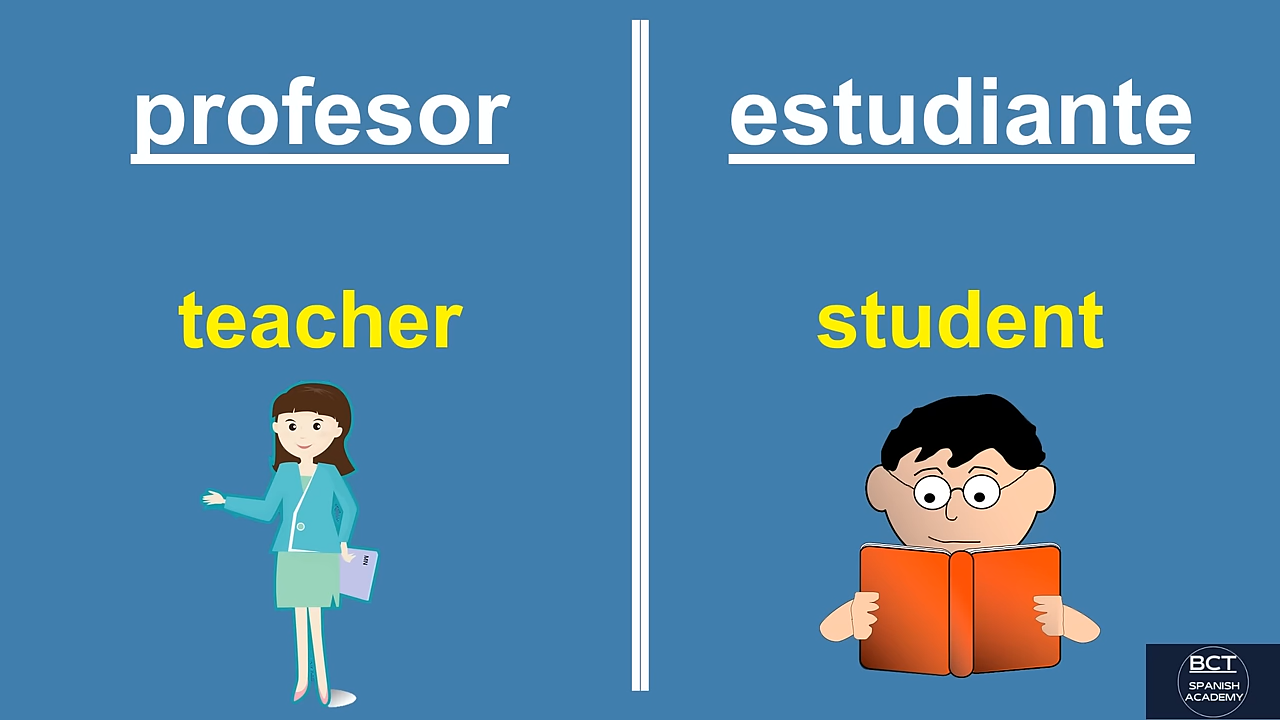 profesor
teacher
estudiante
student
BCT
SPANISH
ACADEMY